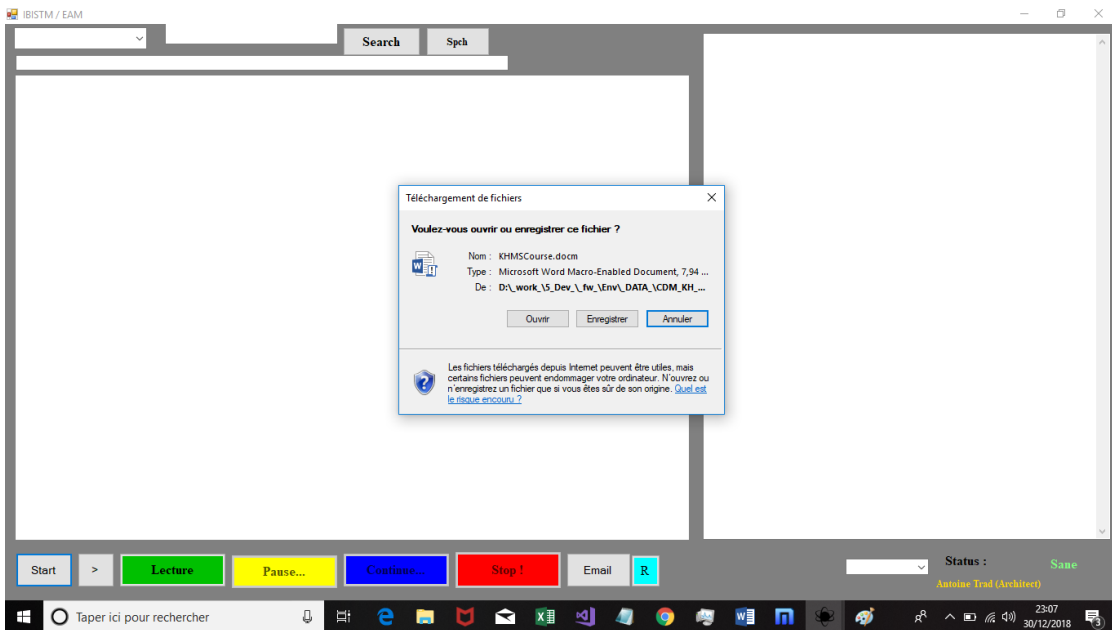 IBISTM / EAM
Search
Spch
Téléchargement de fichiers
Voulez-vous ouvrir ou enregistrer ce fichier ?
Nom : KHMSCourse.docm
Type : Microsoft Word Macro-Enabled Document, 7,94 ...
De : D:\_work_\5_Dev_\_fw_\Env\_DATA_\CDM_KH_...
Ouvrir
Enregistrer
Annuler
Les fichiers téléchargés depuis Internet peuvent être utiles, mais
certains fichiers peuvent endommager votre ordinateur. N'ouvrez ou
n'enregistrez un fichier que si vous êtes sûr de son origine. Quel est
le risque encouru ?
Start
>
Lecture
Pause...
Continue...
Stop !
Email
R
Status :
Sane
Antoine Trad (Architect)
Taper ici pour rechercher
23:07
30/12/2018
3